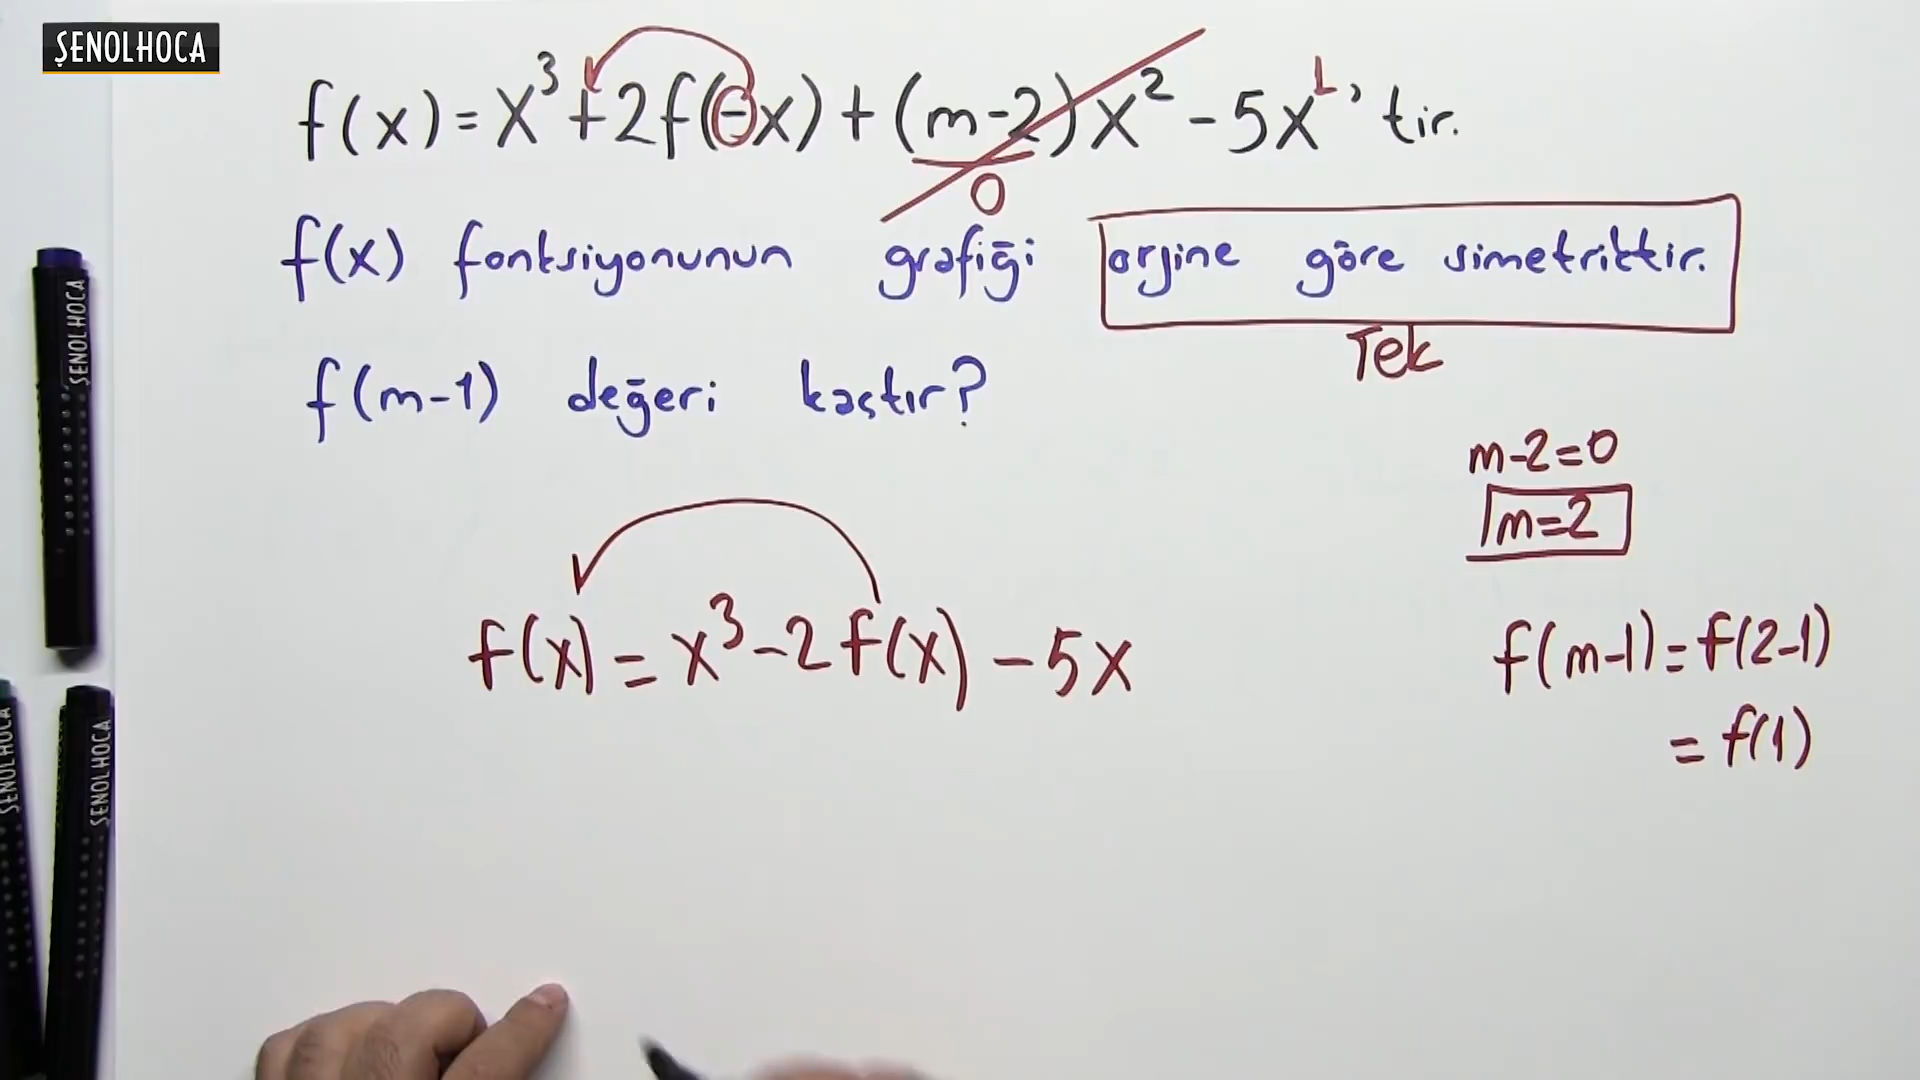 ŞENOLHOCA
f(x) = x³ + 2f(-x) + (m-2)x² - 5x¹, 'tir.
0
f(x) fonksiyonunun grafiği orjine göre simetriktir.
Tek
f(m-1) değeri kaçtır?
m-2=0
m=2
f(x) = x³ - 2f(x) - 5x
f(m-1) = f(2-1)
= f(1)
ŞENOLHOCA
ŞENOLHOCA
ŞENOLHOCA